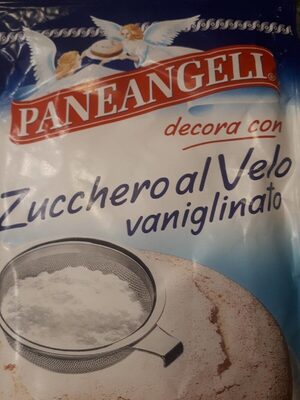 PANEANGELI
decora con
Zucchero al Velo
vaniglinato